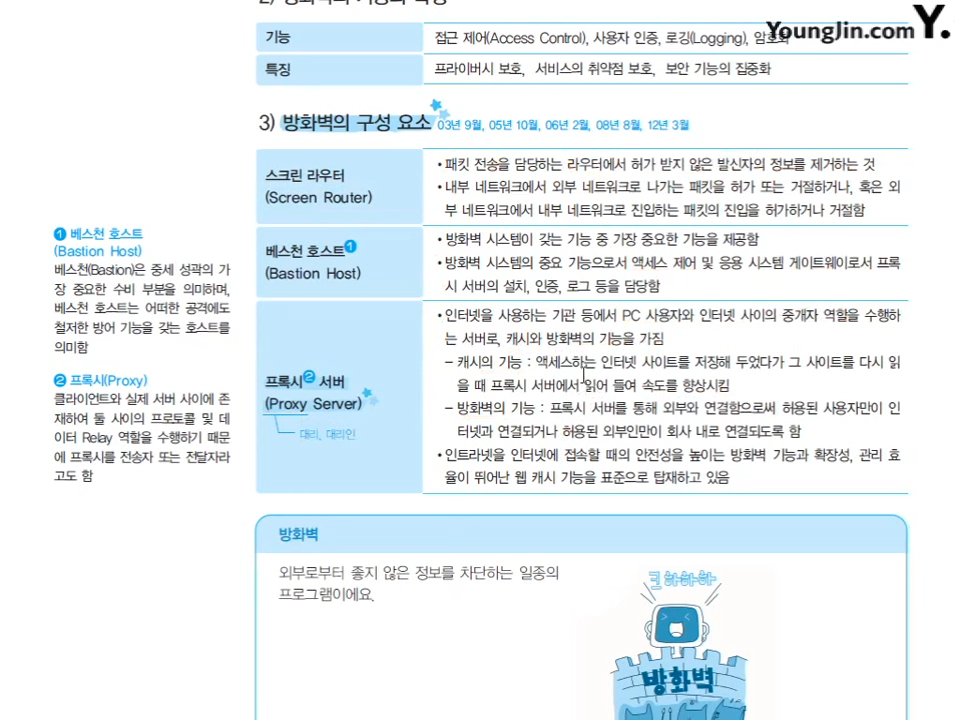 YoungJin.com Y.
기능
접근 제어(Access Control), 사용자 인증, 로깅(Logging), 암호화
특징
프라이버시 보호, 서비스의 취약점 보호, 보안 기능의 집중화
3) 방화벽의 구성 요소 03년 9월, 05년 10월, 06년 2월, 08년 8월, 12년 3월
스크린 라우터
(Screen Router)
• 패킷 전송을 담당하는 라우터에서 허가 받지 않은 발신자의 정보를 제거하는 것
• 내부 네트워크에서 외부 네트워크로 나가는 패킷을 허가 또는 거절하거나, 혹은 외
부 네트워크에서 내부 네트워크로 진입하는 패킷의 진입을 허가하거나 거절함
베스천 호스트❶
(Bastion Host)
• 방화벽 시스템이 갖는 기능 중 가장 중요한 기능을 제공함
• 방화벽 시스템의 중요 기능으로서 액세스 제어 및 응용 시스템 게이트웨이로서 프록
시 서버의 설치, 인증, 로그 등을 담당함
프록시❷ 서버
(Proxy Server)
대리, 대리인
• 인터넷을 사용하는 기관 등에서 PC 사용자와 인터넷 사이의 중개자 역할을 수행하
는 서버로, 캐시와 방화벽의 기능을 가짐
– 캐시의 기능 : 액세스하는 인터넷 사이트를 저장해 두었다가 그 사이트를 다시 읽
을 때 프록시 서버에서 읽어 들여 속도를 향상시킴
– 방화벽의 기능 : 프록시 서버를 통해 외부와 연결함으로써 허용된 사용자만이 인
터넷과 연결되거나 허용된 외부인만이 회사 내로 연결되도록 함
• 인트라넷을 인터넷에 접속할 때의 안전성을 높이는 방화벽 기능과 확장성, 관리 효
율이 뛰어난 웹 캐시 기능을 표준으로 탑재하고 있음
❶ 베스천 호스트
(Bastion Host)
베스천(Bastion)은 중세 성곽의 가
장 중요한 수비 부분을 의미하며,
베스천 호스트는 어떠한 공격에도
철저한 방어 기능을 갖는 호스트를
의미함
❷ 프록시(Proxy)
클라이언트와 실제 서버 사이에 존
재하여 둘 사이의 프로토콜 및 데
이터 Relay 역할을 수행하기 때문
에 프록시를 전송자 또는 전달자라
고도 함
방화벽
외부로부터 좋지 않은 정보를 차단하는 일종의
프로그램이에요.
크하하하
방화벽